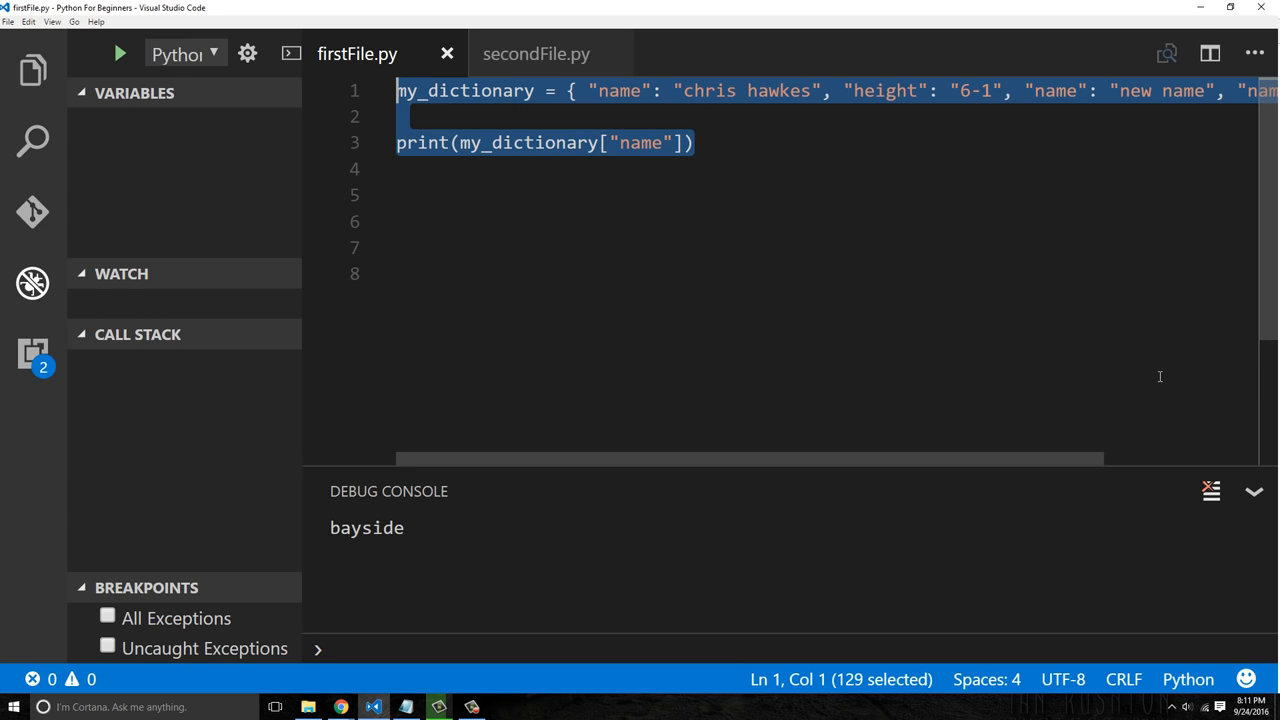 firstFile.py - Python For Beginners - Visual Studio Code
File Edit View Go Help
Python firstFile.py secondFile.py
VARIABLES
1 my_dictionary = { "name": "chris hawkes", "height": "6-1", "name": "new name", "nam
2
3 print(my_dictionary["name"])
4
5
6
7
8
WATCH
CALL STACK
2
DEBUG CONSOLE
bayside
BREAKPOINTS
All Exceptions
Uncaught Exceptions
0 0 Ln 1, Col 1 (129 selected) Spaces: 4 UTF-8 CRLF Python
I'm Cortana. Ask me anything.
8:11 PM
9/24/2016